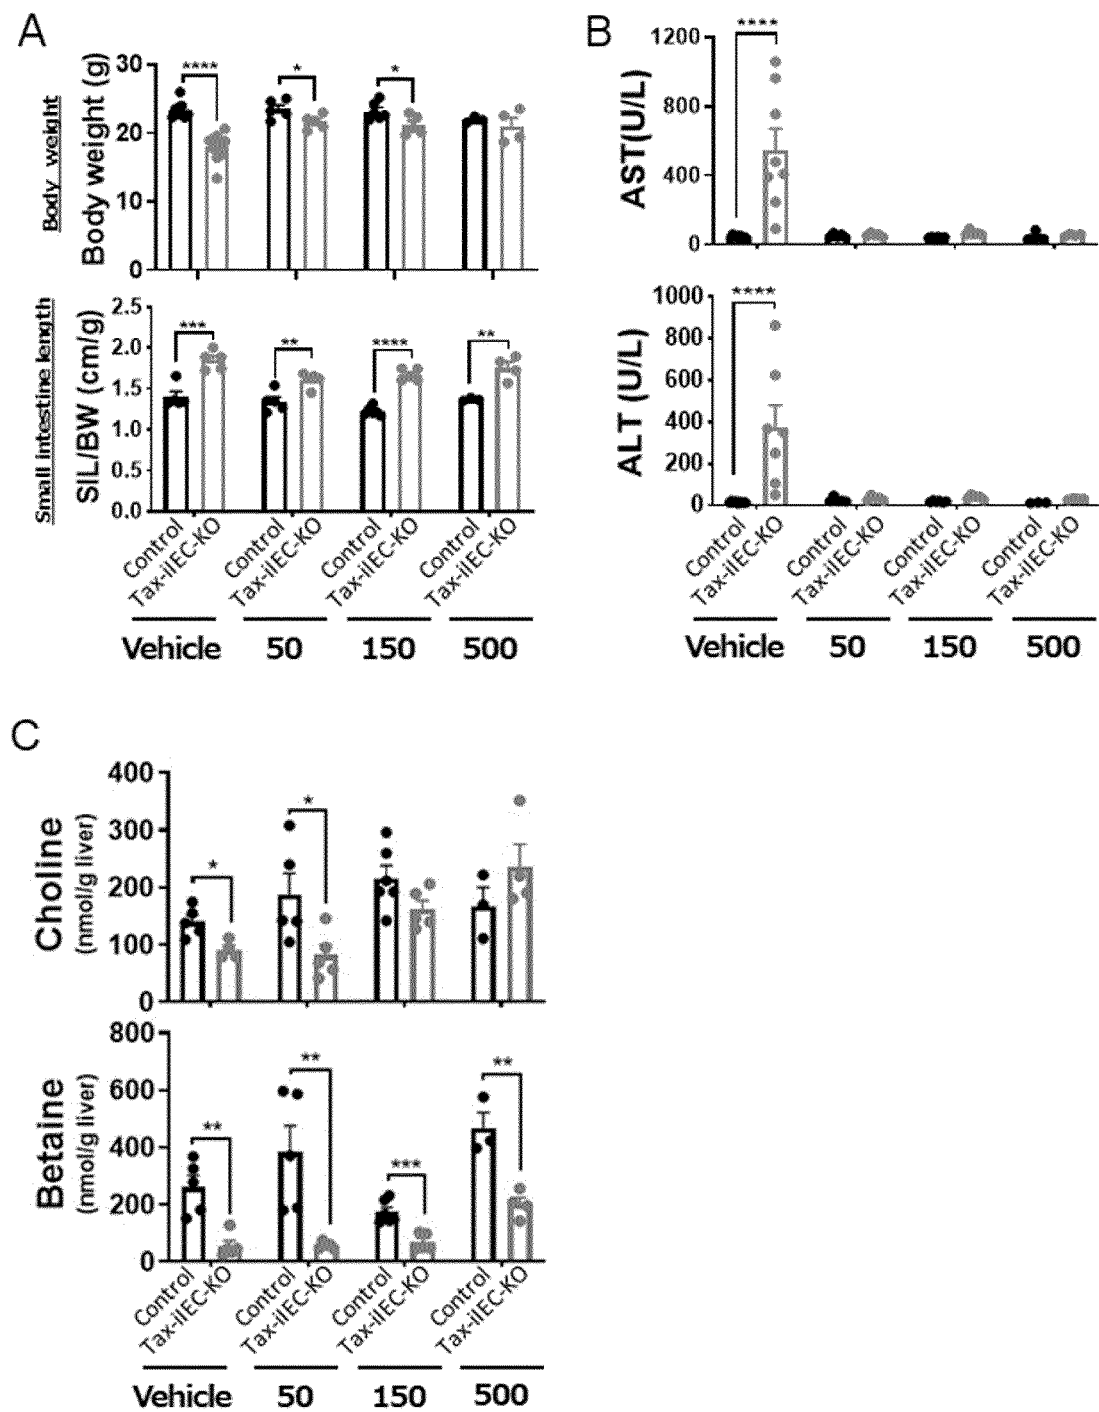 A
Body weight
Body weight (g)
30
20
10
0
****
*
*
Small intestine length
SIL/BW (cm/g)
2.5
2.0
1.5
1.0
0.5
0.0
***
**
****
**
Control
Tax-iIEC-KO
Control
Tax-iIEC-KO
Control
Tax-iIEC-KO
Control
Tax-iIEC-KO
Vehicle 50 150 500
B
AST(U/L)
1200
800
400
0
****
ALT (U/L)
1000
800
600
400
200
0
****
Control
Tax-iIEC-KO
Control
Tax-iIEC-KO
Control
Tax-iIEC-KO
Control
Tax-iIEC-KO
Vehicle 50 150 500
C
Choline
(nmol/g liver)
400
300
200
100
0
*
*
Betaine
(nmol/g liver)
800
600
400
200
0
**
**
***
**
Control
Tax-iIEC-KO
Control
Tax-iIEC-KO
Control
Tax-iIEC-KO
Control
Tax-iIEC-KO
Vehicle 50 150 500